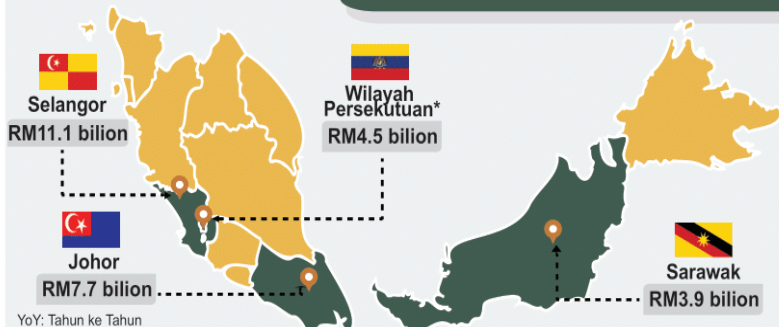 Selangor
RM11.1 bilion
Wilayah
Persekutuan*
RM4.5 bilion
Johor
RM7.7 bilion
Sarawak
RM3.9 bilion
YoY: Tahun ke Tahun